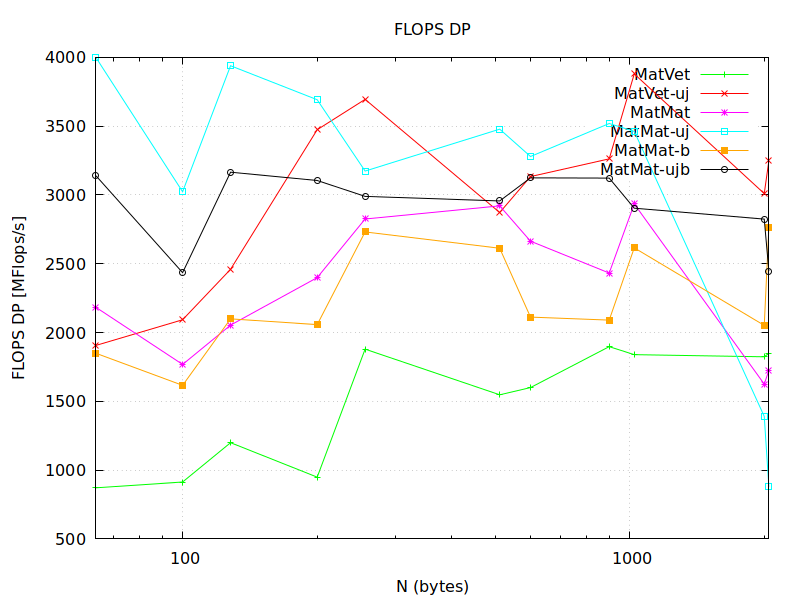 FLOPS DP
4000
3500
3000
2500
2000
1500
1000
500
FLOPS DP [MFlops/s]
MatVet
MatVet-uj
MatMat
MatMat-uj
MatMat-b
MatMat-ujb
100
1000
N (bytes)